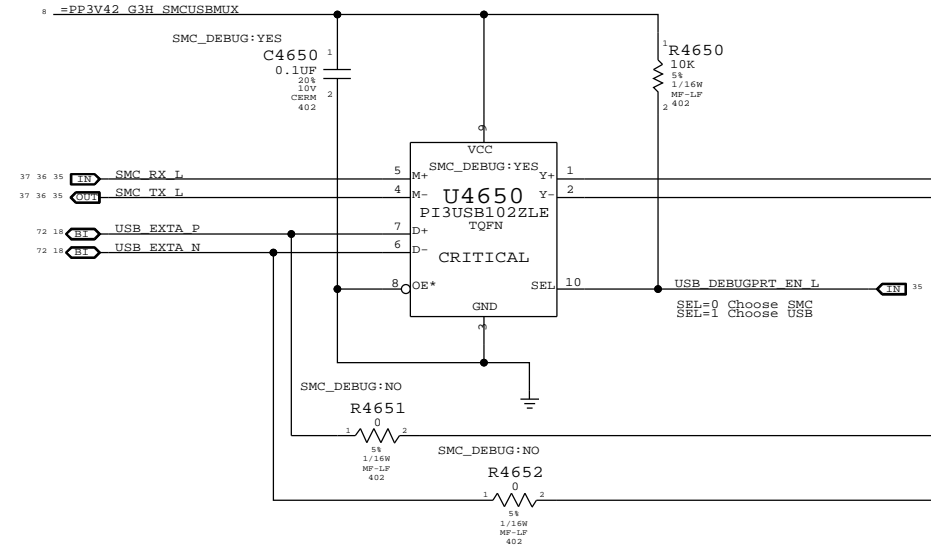 8 =PP3V42_G3H_SMCUSBMUX
SMC_DEBUG:YES
C4650 1
0.1UF
20%
10V
CERM 2
402
1 R4650
10K
5%
1/16W
MF-LF
2 402
9
VCC
SMC_DEBUG:YES
37 36 35 IN SMC_RX_L 5 M+ Y+ 1
37 36 35 OUT SMC_TX_L 4 M- Y- 2
U4650
PI3USB102ZLE
TQFN
72 18 BI USB_EXTA_P 7 D+
72 18 BI USB_EXTA_N 6 D-
CRITICAL
8 OE* SEL 10 USB_DEBUGPRT_EN_L IN 35
SEL=0 Choose SMC
SEL=1 Choose USB
GND
3
SMC_DEBUG:NO
R4651
0
1 2
5%
1/16W
MF-LF
402
SMC_DEBUG:NO
R4652
0
1 2
5%
1/16W
MF-LF
402